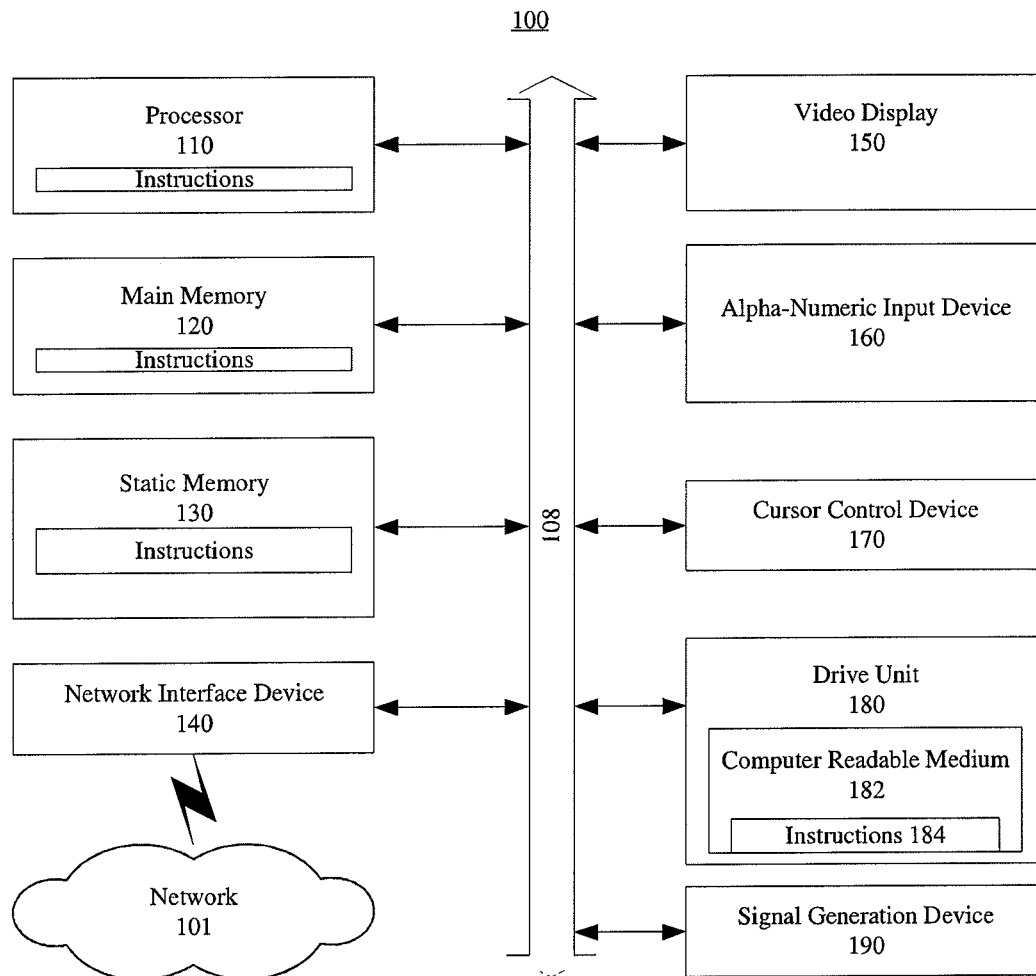 100
Processor
110
Instructions
Main Memory
120
Instructions
Static Memory
130
Instructions
Network Interface Device
140
Network
101
108
Video Display
150
Alpha-Numeric Input Device
160
Cursor Control Device
170
Drive Unit
180
Computer Readable Medium
182
Instructions 184
Signal Generation Device
190